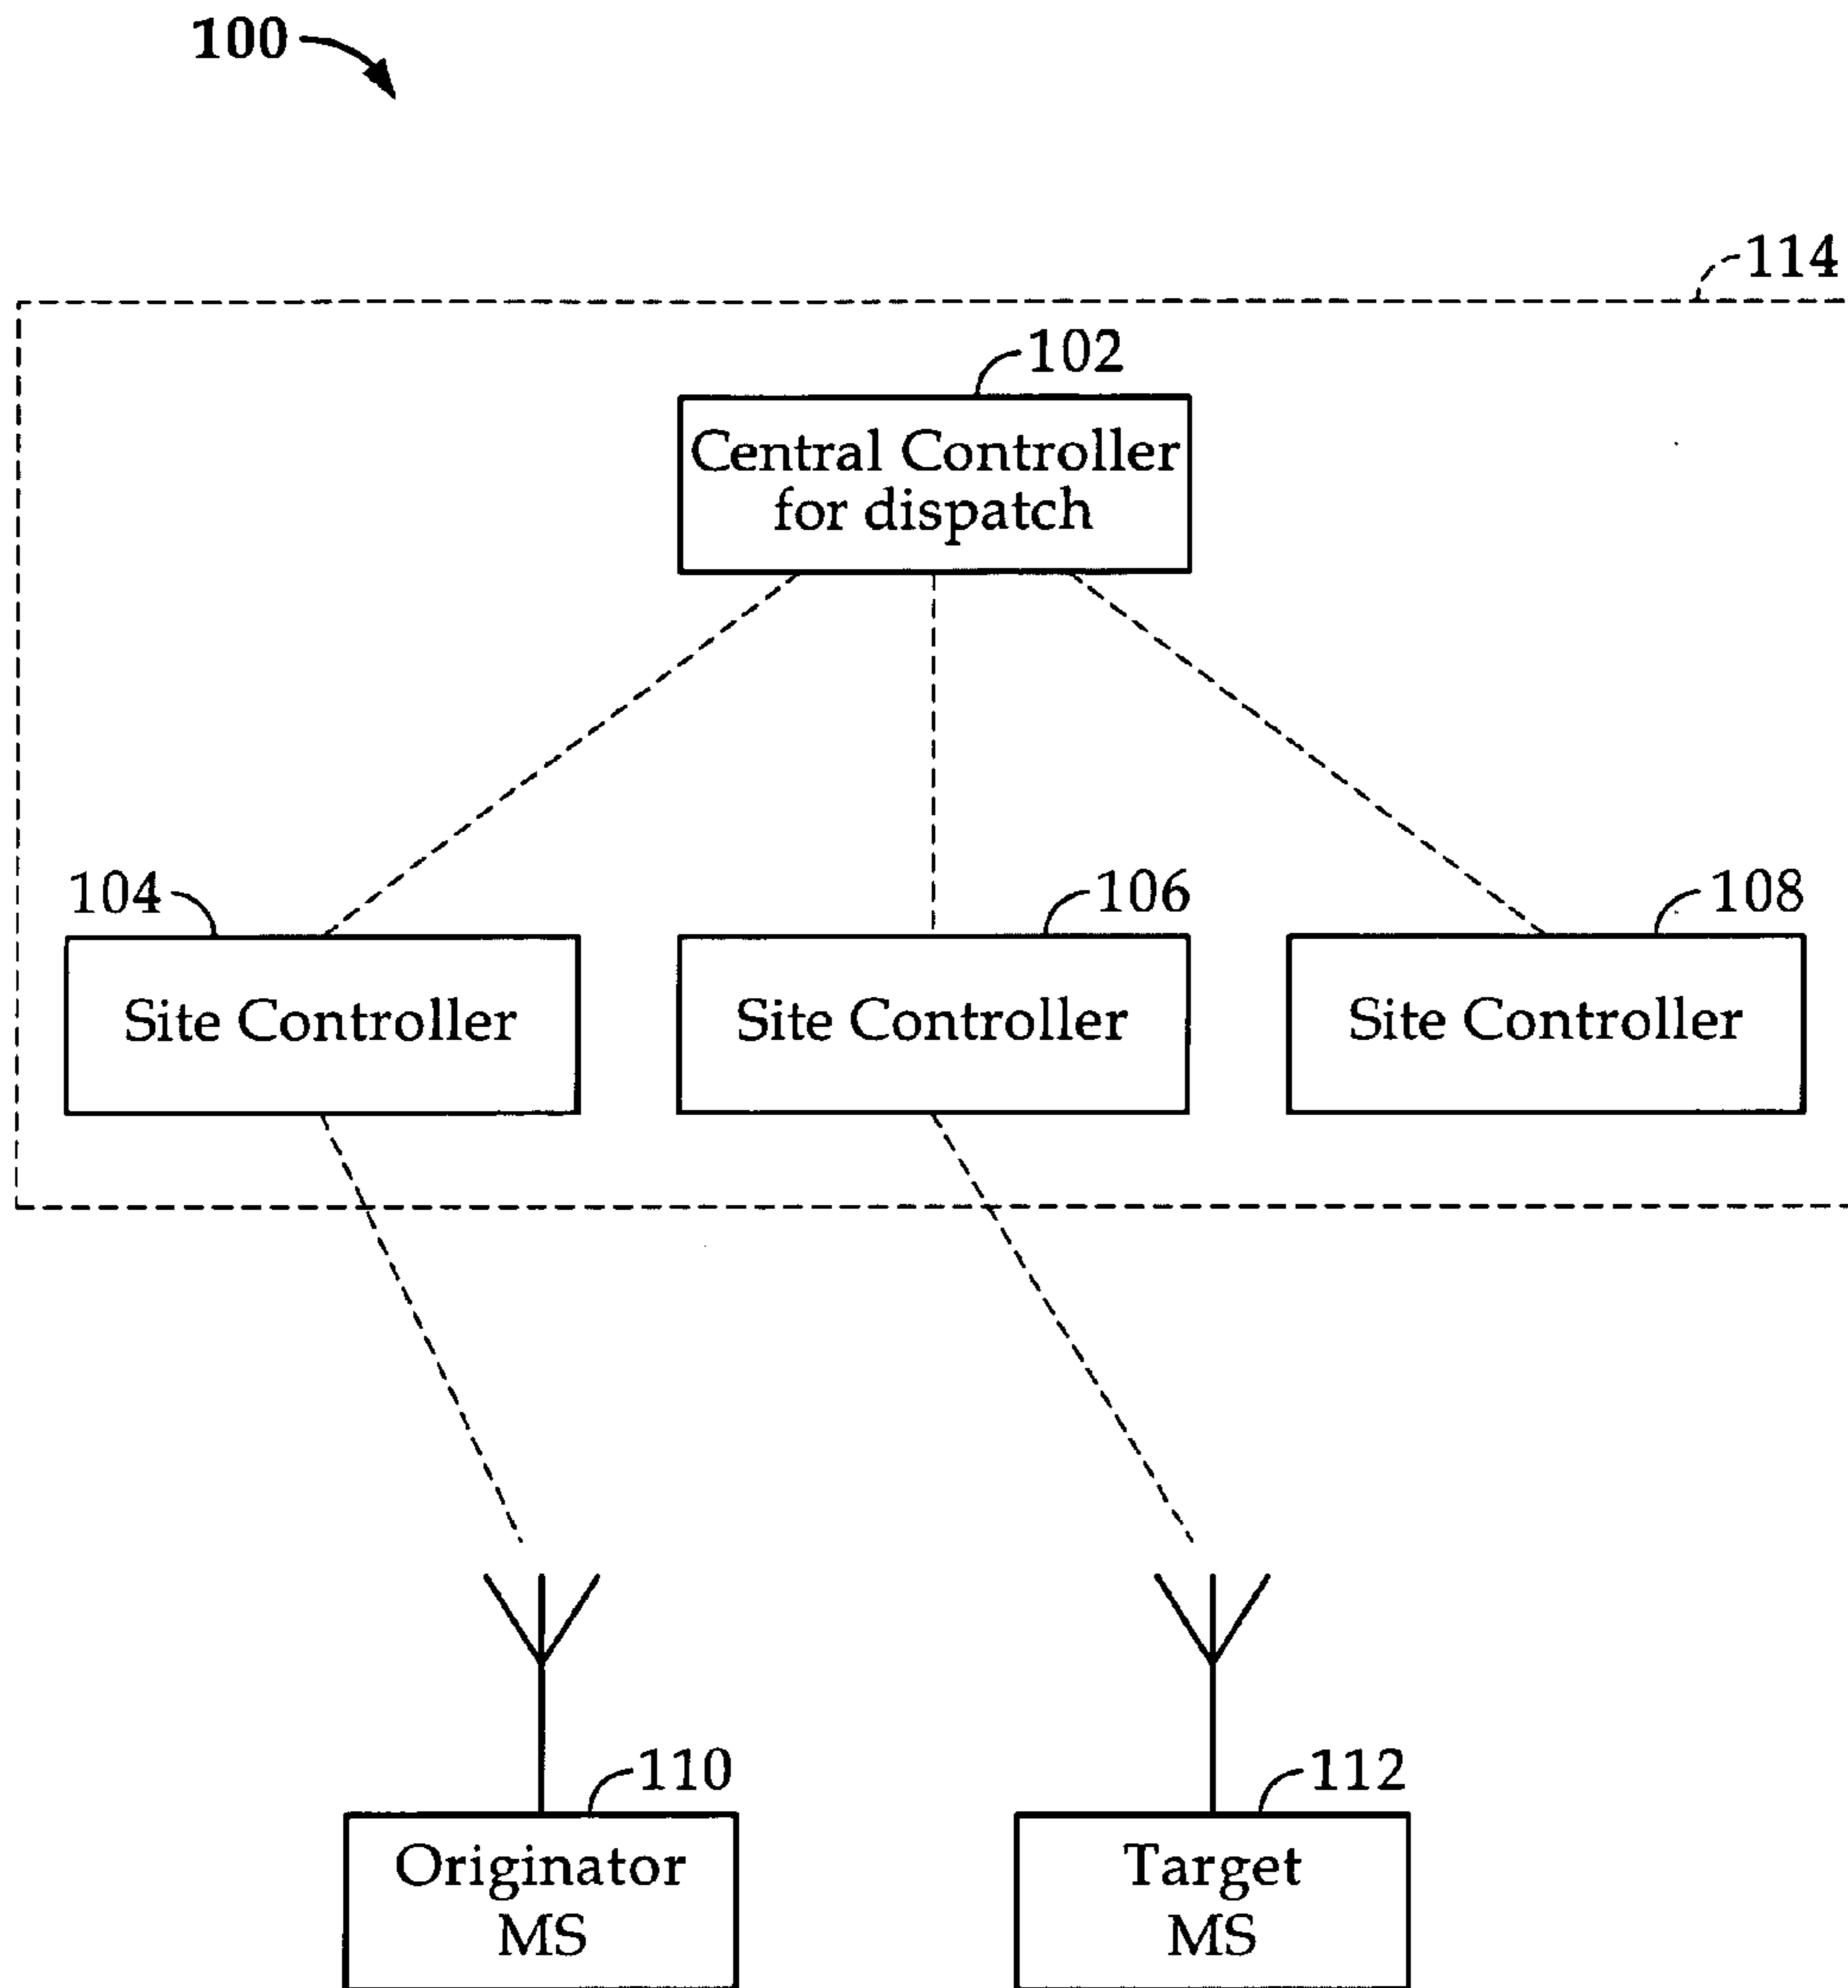 100
114
102
Central Controller
for dispatch
104
106
108
Site Controller
Site Controller
Site Controller
110
112
Originator
MS
Target
MS